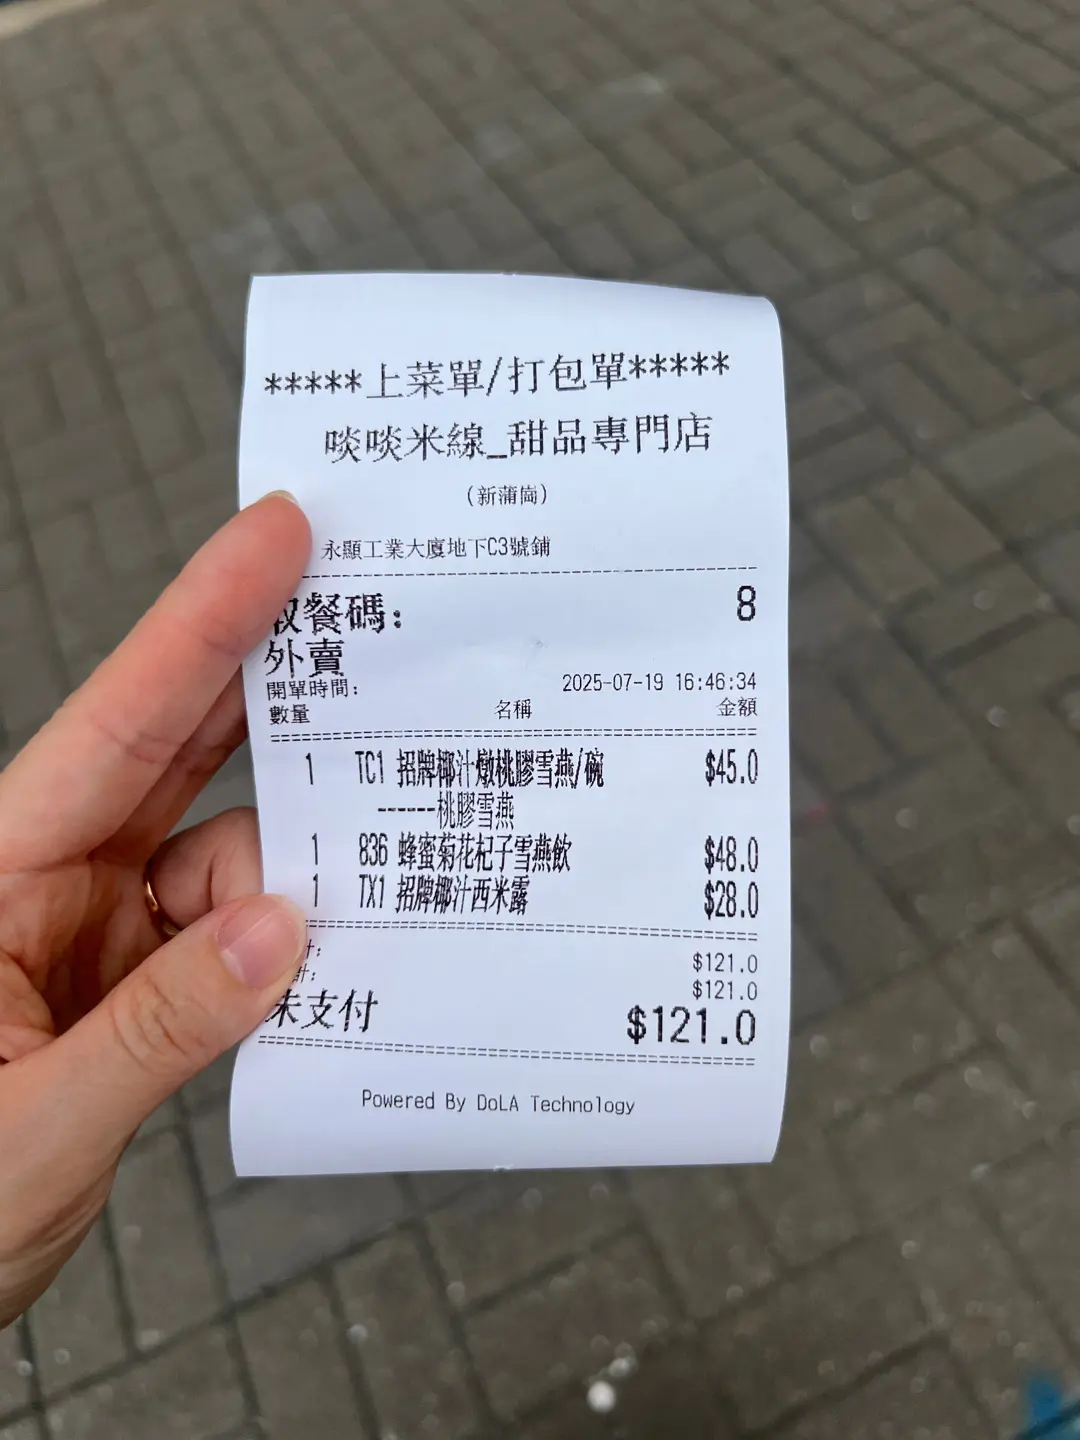 *****上菜單/打包單*****
啖啖米線_甜品專門店
(新蒲崗)
永顯工業大廈地下C3號鋪
取餐碼: 8
外賣
開單時間: 2025-07-19 16:46:34
數量 名稱 金額
1 TC1 招牌椰汁燉桃膠雪燕/碗 $45.0
------桃膠雪燕
1 836 蜂蜜菊花杞子雪燕飲 $48.0
1 TX1 招牌椰汁西米露 $28.0
計: $121.0
計: $121.0
未支付 $121.0
Powered By DoLA Technology